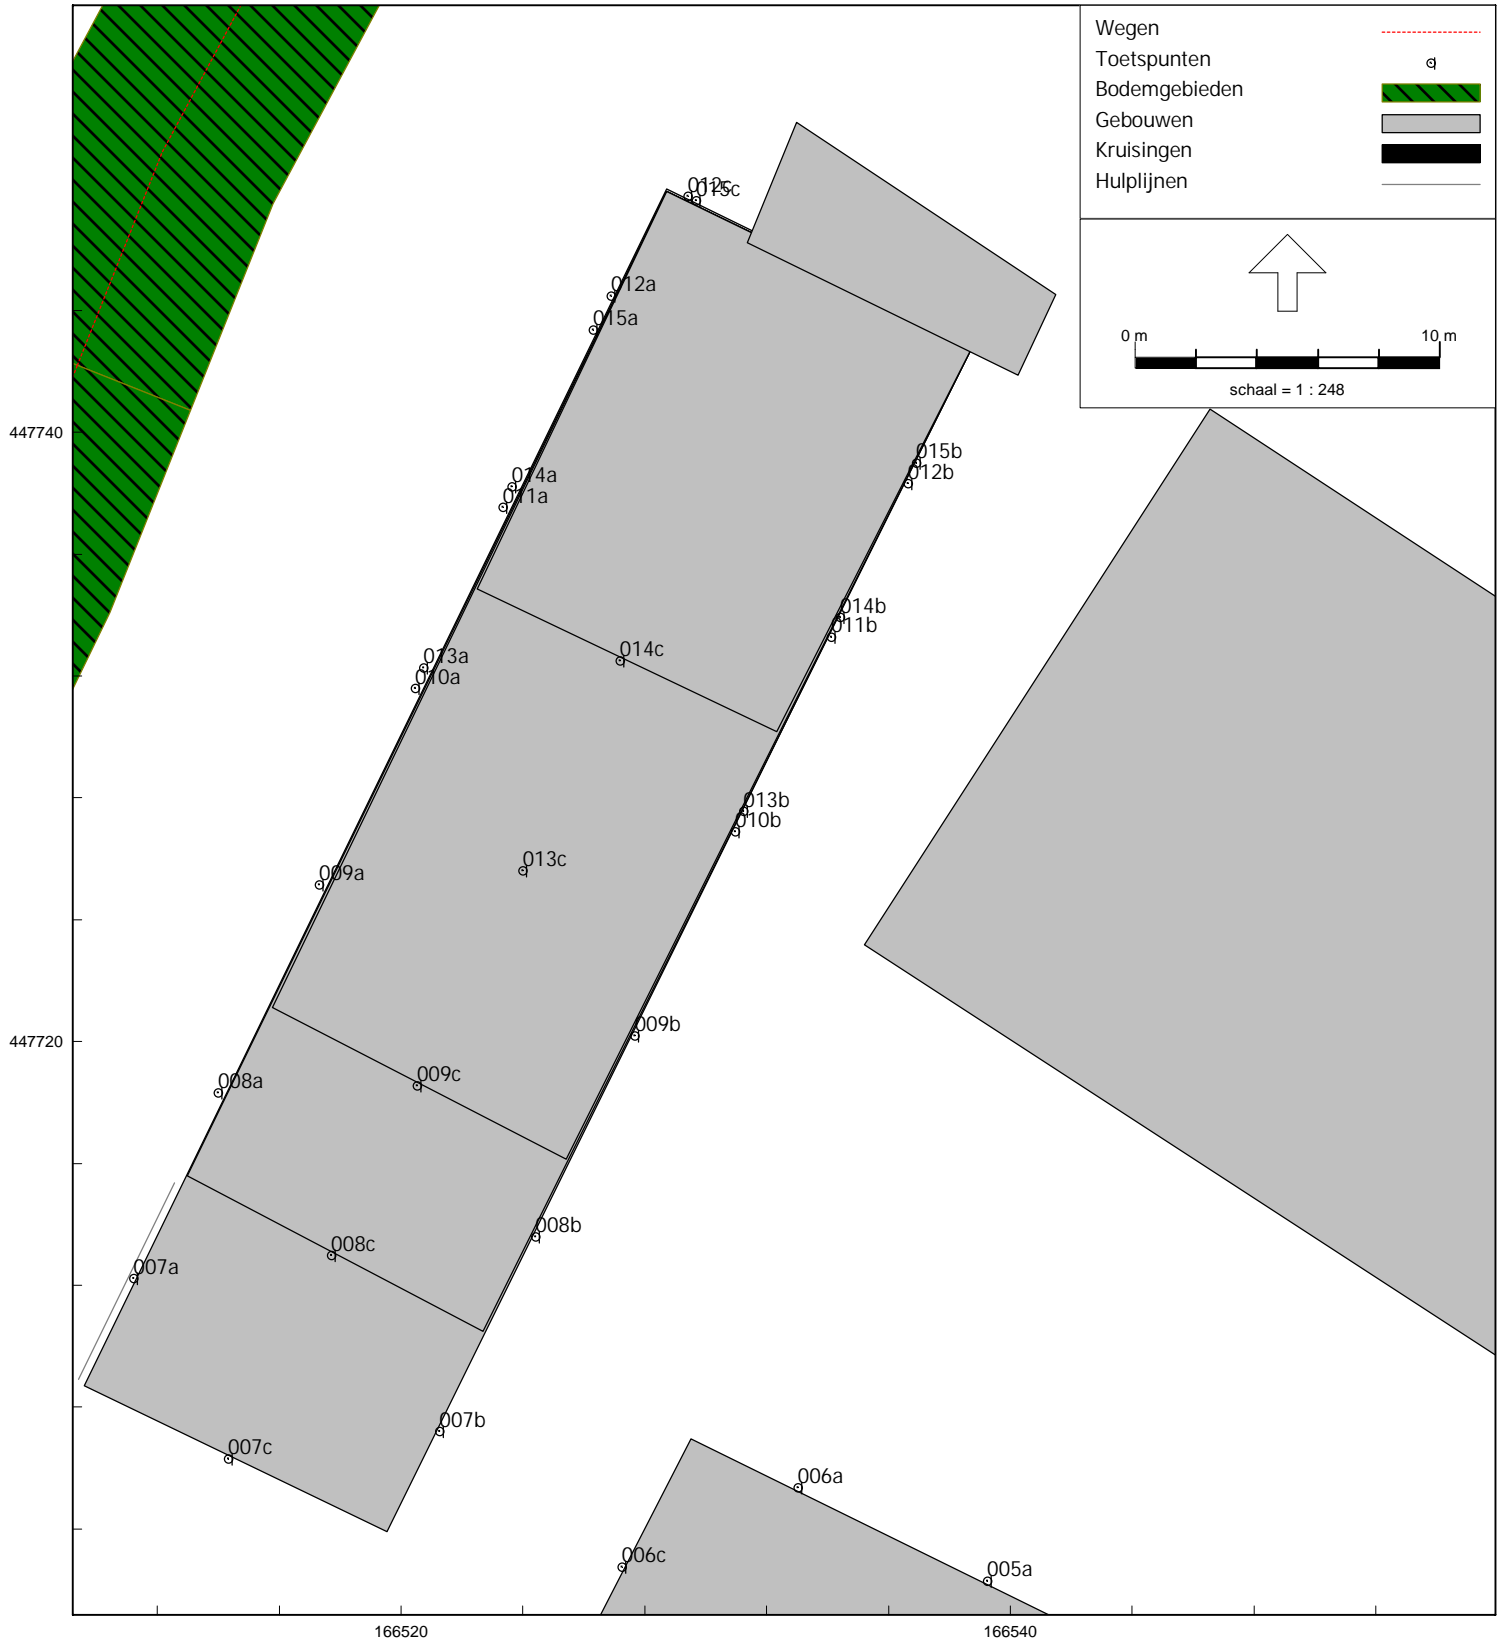 Wegen
Toetspunten
Bodemgebieden
Gebouwen
Kruisingen
Hulplijnen
0 m 10 m
schaal = 1 : 248
012c
015c
012a
015a
447740
015b
012b
014a
011a
014b
011b
014c
013a
010a
013b
010b
013c
009a
447720
009b
009c
008a
008b
008c
007a
007b
007c
006a
006c
005a
166520 166540